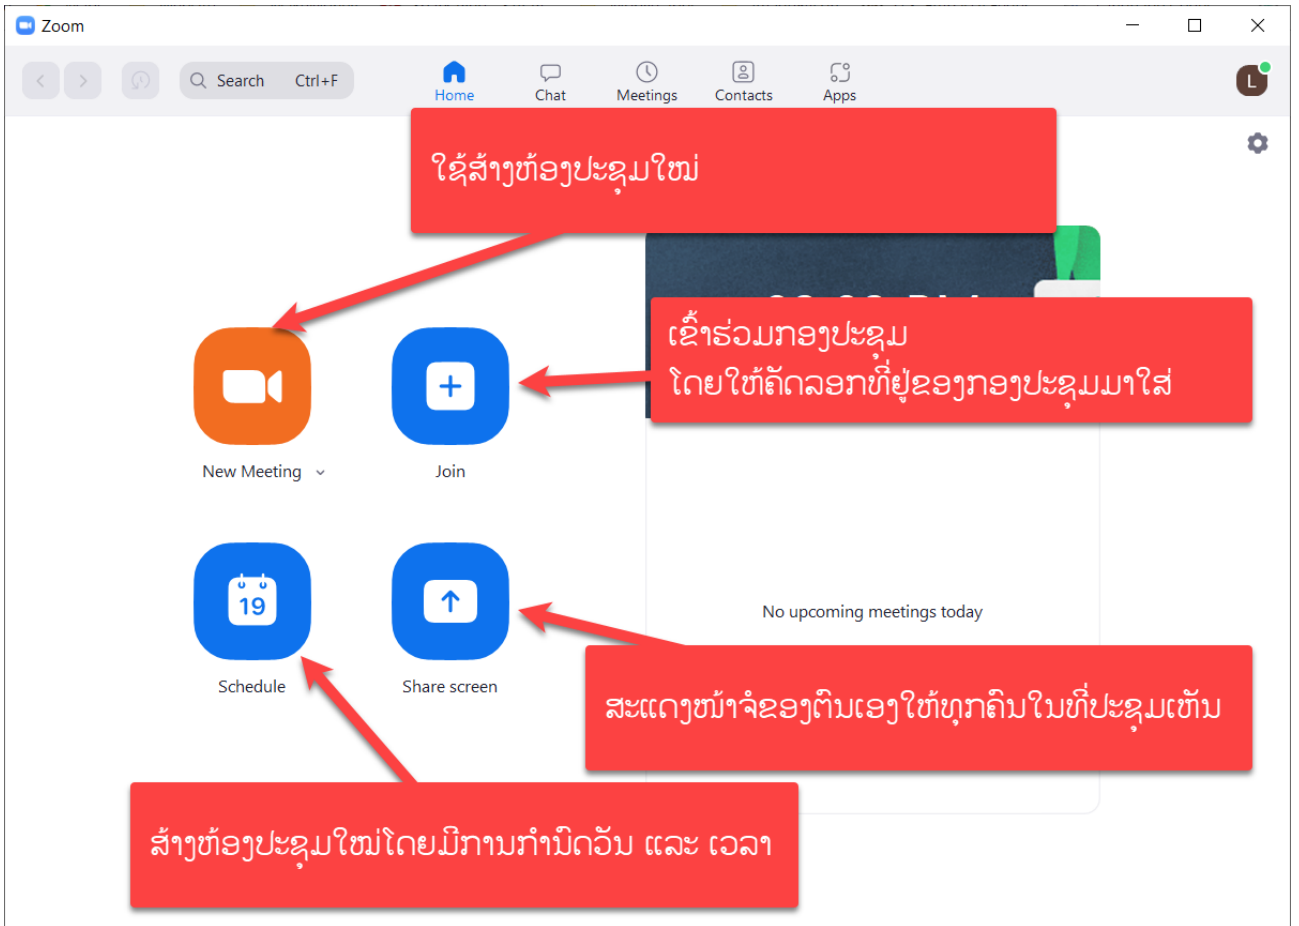 Zoom
Search Ctrl+F
Home
Chat
Meetings
Contacts
Apps
L
ໃຊ້ສ້າງຫ້ອງປະຊຸມໃໝ່
ເຂົ້າຮ່ວມກອງປະຊຸມ
ໂດຍໃຫ້ຄັດລອກທີ່ຢູ່ຂອງກອງປະຊຸມມາໃສ່
New Meeting
Join
19
No upcoming meetings today
Schedule
Share screen
ສະແດງໜ້າຈໍຂອງຕົນເອງໃຫ້ທຸກຄົນໃນທີ່ປະຊຸມເຫັນ
ສ້າງຫ້ອງປະຊຸມໃໝ່ໂດຍມີການກຳນົດວັນ ແລະ ເວລາ